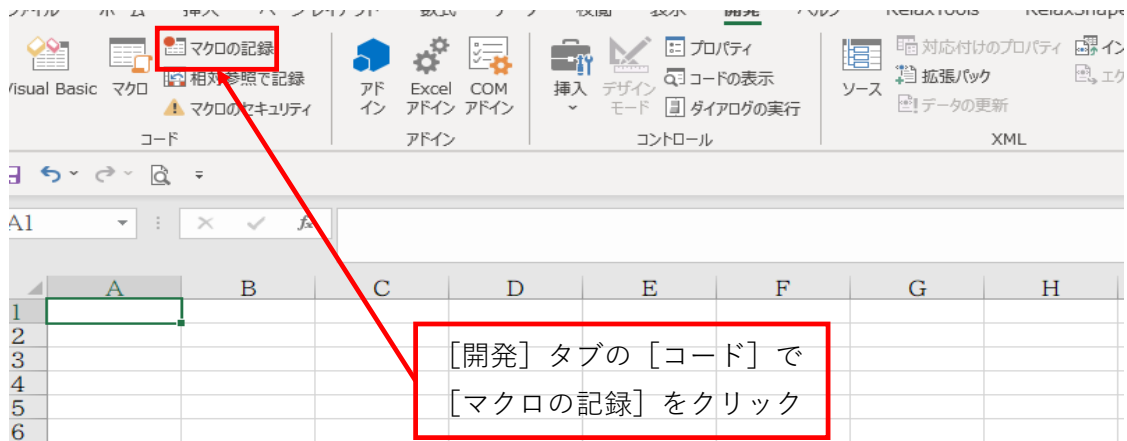 開発
マクロの記録
相対参照で記録
マクロのセキュリティ
Visual Basic マクロ
コード
アド
イン
Excel
アドイン
COM
アドイン
アドイン
挿入
デザイン
モード
プロパティ
コードの表示
ダイアログの実行
コントロール
ソース
対応付けのプロパティ
拡張パック
データの更新
XML
A1
fx
A B C D E F G H
1
2
3
4
5
6
［開発］タブの［コード］で
［マクロの記録］をクリック